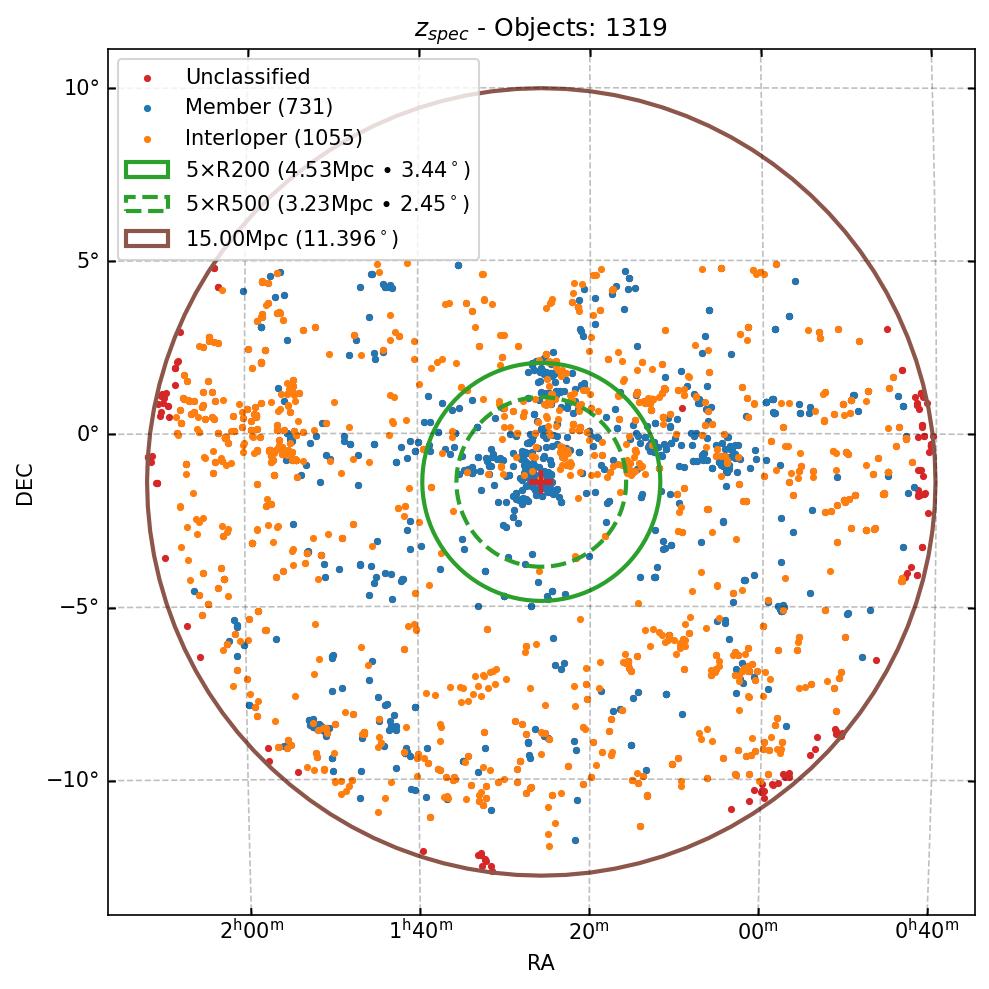 z_spec - Objects: 1319
Unclassified
Member (731)
Interloper (1055)
5×R200 (4.53Mpc • 3.44°)
5×R500 (3.23Mpc • 2.45°)
15.00Mpc (11.396°)
10°
5°
0°
−5°
−10°
DEC
2ʰ00ᵐ 1ʰ40ᵐ 20ᵐ 00ᵐ 0ʰ40ᵐ
RA